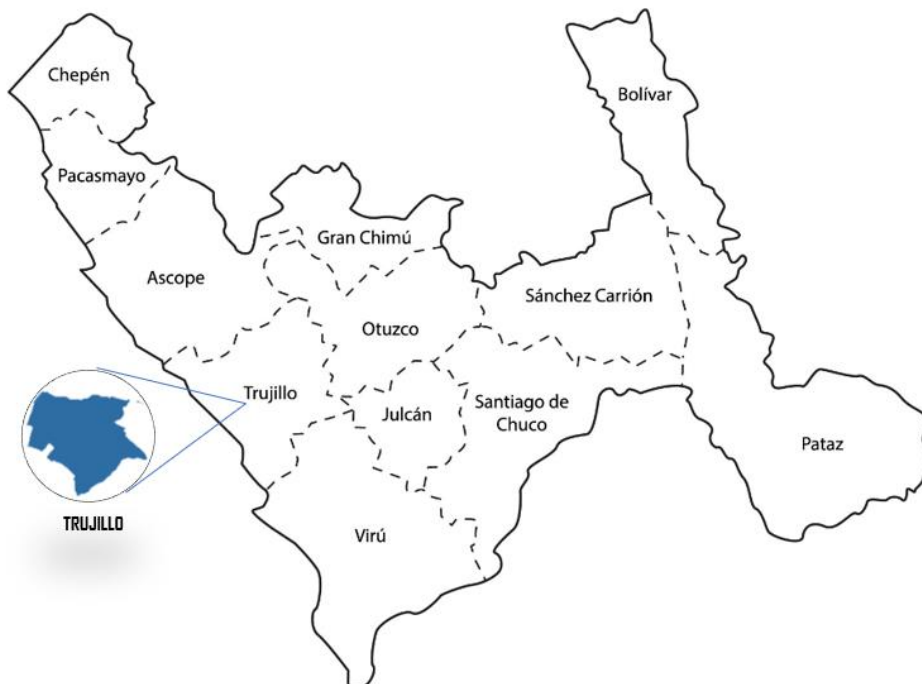 Chepén
Bolívar
Pacasmayo
Gran Chimú
Ascope
Sánchez Carrión
Otuzco
Trujillo
Julcán
Santiago de
Chuco
Pataz
TRUJILLO
Virú